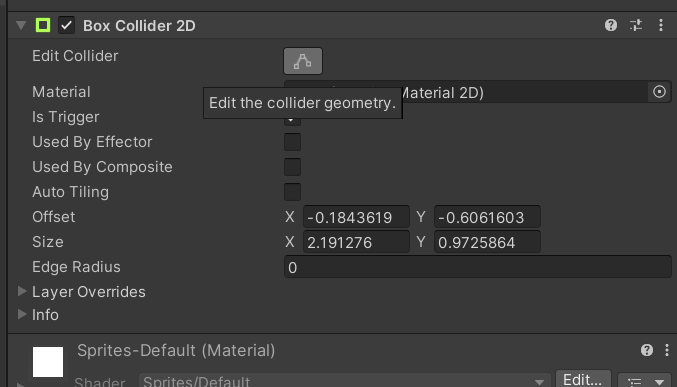 Box Collider 2D
Edit Collider
Material Material 2D)
Edit the collider geometry.
Is Trigger
Used By Effector
Used By Composite
Auto Tiling
Offset X -0.1843619 Y -0.6061603
Size X 2.191276 Y 0.9725864
Edge Radius 0
Layer Overrides
Info
Sprites-Default (Material)
Shader Sprites/Default Edit...